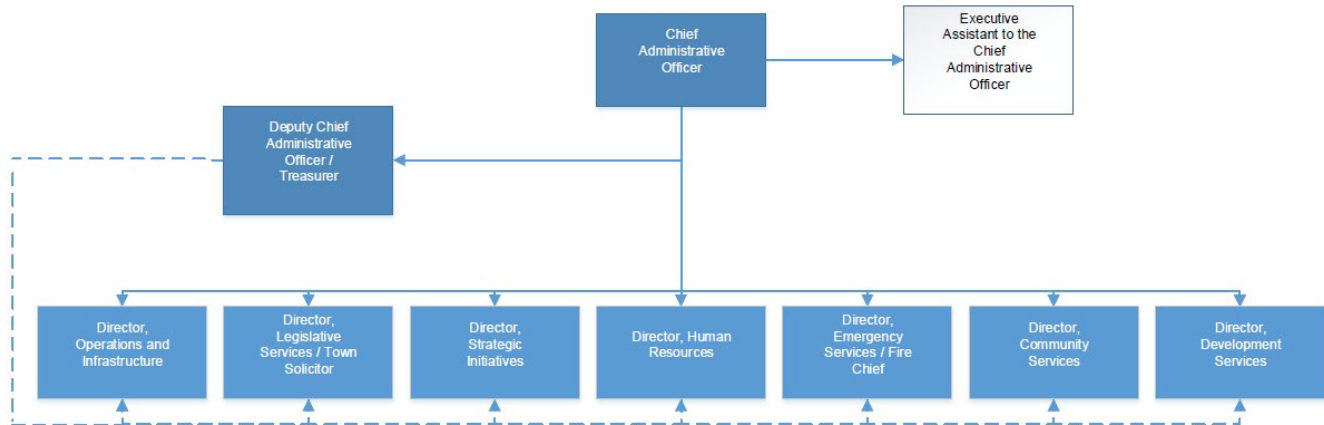 Chief
Administrative
Officer
Executive
Assistant to the
Chief
Administrative
Officer
Deputy Chief
Administrative
Officer /
Treasurer
Director,
Operations and
Infrastructure
Director,
Legislative
Services / Town
Solicitor
Director,
Strategic
Initiatives
Director, Human
Resources
Director,
Emergency
Services / Fire
Chief
Director,
Community
Services
Director,
Development
Services